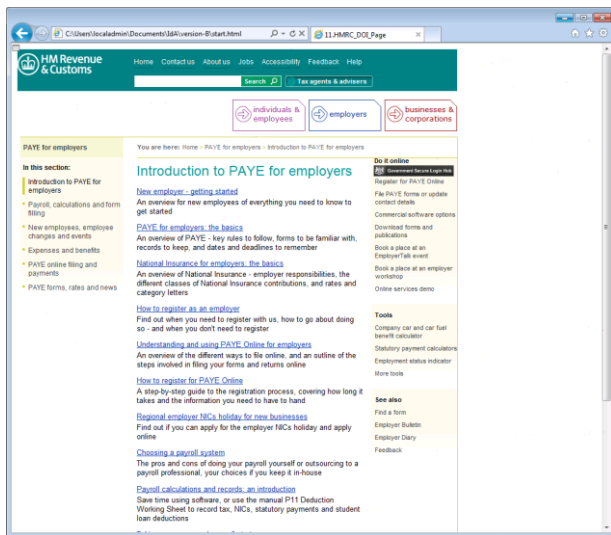 C:\Users\localadmin\Documents\IdA\version-B\start.html
11.HMRC_DOI_Page
HM Revenue
& Customs
Home Contact us About us Jobs Accessibility Feedback Help
Search
Tax agents & advisers
individuals &
employees
employers
businesses &
corporations
PAYE for employers
You are here: Home > PAYE for employers > Introduction to PAYE for employers
In this section:
Introduction to PAYE for
employers
Payroll, calculations and form
filling
New employees, employee
changes and events
Expenses and benefits
PAYE online filing and
payments
PAYE forms, rates and news
Introduction to PAYE for employers
New employer - getting started
An overview for new employees of everything you need to know to
get started
PAYE for employers: the basics
An overview of PAYE - key rules to follow, forms to be familiar with,
records to keep, and dates and deadlines to remember
National Insurance for employers: the basics
An overview of National Insurance - employer responsibilities, the
different classes of National Insurance contributions, and rates and
category letters
How to register as an employer
Find out when you need to register with us, how to go about doing
so - and when you don't need to register
Understanding and using PAYE Online for employers
An overview of the different ways to file online, and an outline of the
steps involved in filing your forms and returns online
How to register for PAYE Online
A step-by-step guide to the registration process, covering how long it
takes and the information you need to have to hand
Regional employer NICs holiday for new businesses
Find out if you can apply for the employer NICs holiday and apply
online
Choosing a payroll system
The pros and cons of doing your payroll yourself or outsourcing to a
payroll professional, your choices if you keep it in-house
Payroll calculations and records: an introduction
Save time using software, or use the manual P11 Deduction
Working Sheet to record tax, NICs, statutory payments and student
loan deductions
Do it online
Government Secure Login Hub
Register for PAYE Online
File PAYE forms or update
contact details
Commercial software options
Download forms and
publications
Book a place at an
EmployerTalk event
Book a place at an employer
workshop
Online services demo
Tools
Company car and car fuel
benefit calculator
Statutory payment calculators
Employment status indicator
More tools
See also
Find a form
Employer Bulletin
Employer Diary
Feedback